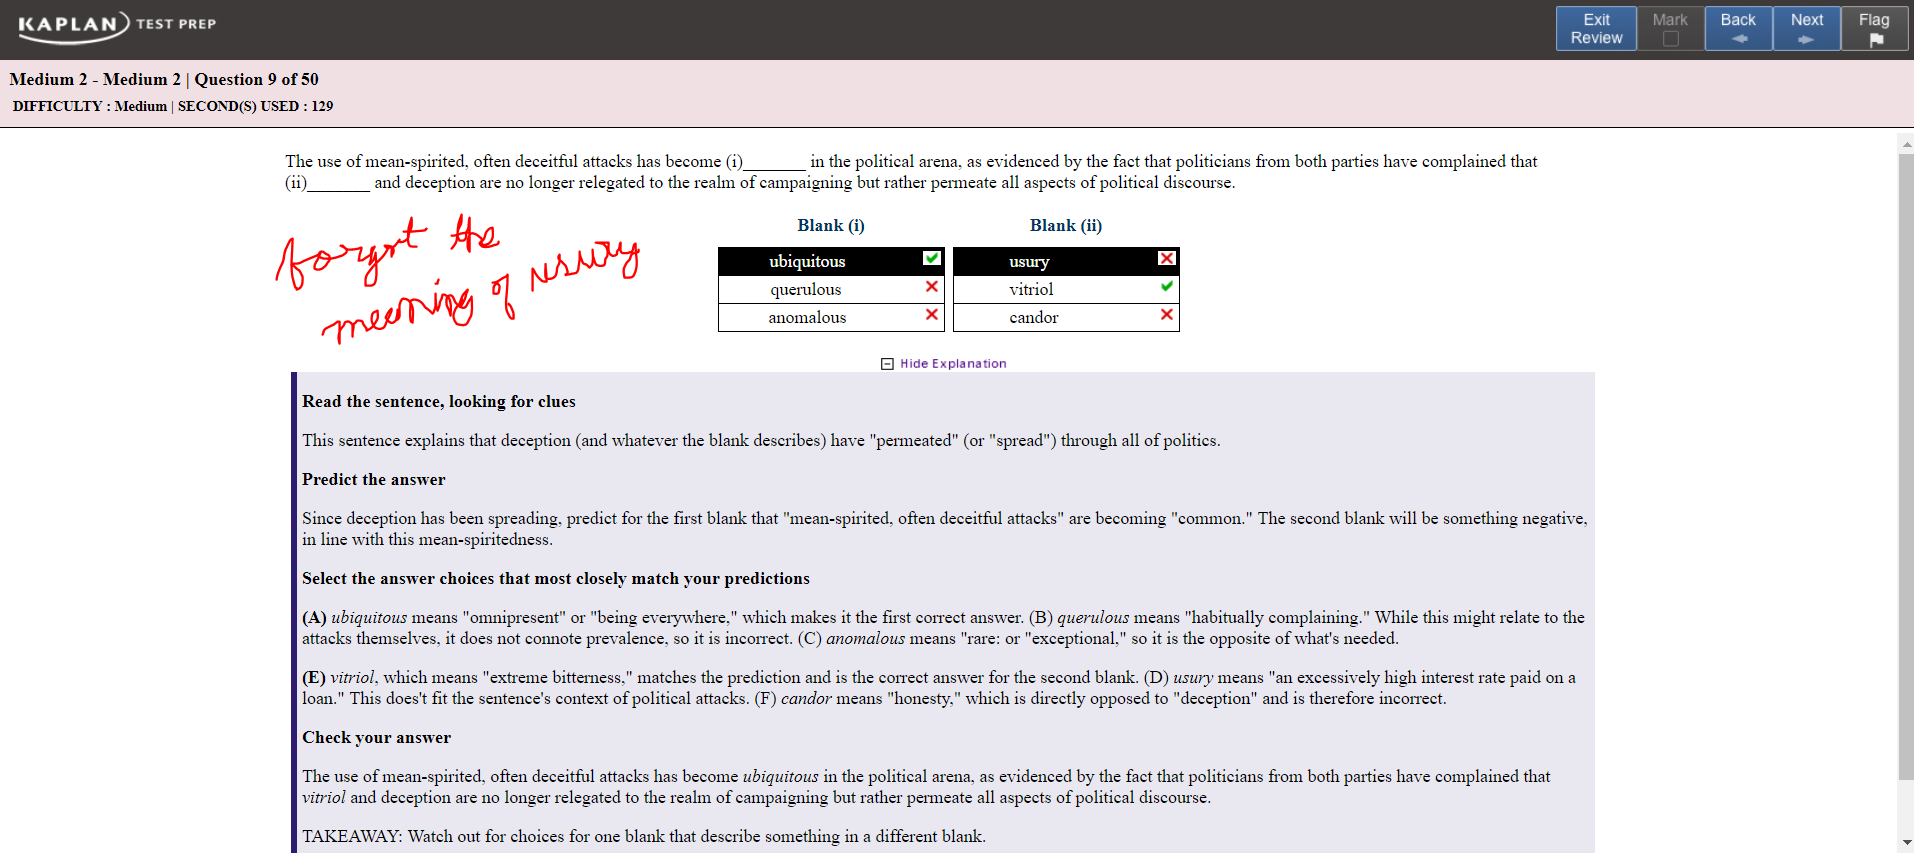 KAPLAN TEST PREP
Exit Review
Mark
Back
Next
Flag
Medium 2 - Medium 2 | Question 9 of 50
DIFFICULTY : Medium | SECOND(S) USED : 129
The use of mean-spirited, often deceitful attacks has become (i)_______ in the political arena, as evidenced by the fact that politicians from both parties have complained that
(ii)_______ and deception are no longer relegated to the realm of campaigning but rather permeate all aspects of political discourse.
forgot the
meaning of usury
Blank (i) Blank (ii)
ubiquitous usury
querulous vitriol
anomalous candor
Hide Explanation
Read the sentence, looking for clues
This sentence explains that deception (and whatever the blank describes) have "permeated" (or "spread") through all of politics.
Predict the answer
Since deception has been spreading, predict for the first blank that "mean-spirited, often deceitful attacks" are becoming "common." The second blank will be something negative,
in line with this mean-spiritedness.
Select the answer choices that most closely match your predictions
(A) ubiquitous means "omnipresent" or "being everywhere," which makes it the first correct answer. (B) querulous means "habitually complaining." While this might relate to the
attacks themselves, it does not connote prevalence, so it is incorrect. (C) anomalous means "rare: or "exceptional," so it is the opposite of what's needed.
(E) vitriol, which means "extreme bitterness," matches the prediction and is the correct answer for the second blank. (D) usury means "an excessively high interest rate paid on a
loan." This does't fit the sentence's context of political attacks. (F) candor means "honesty," which is directly opposed to "deception" and is therefore incorrect.
Check your answer
The use of mean-spirited, often deceitful attacks has become ubiquitous in the political arena, as evidenced by the fact that politicians from both parties have complained that
vitriol and deception are no longer relegated to the realm of campaigning but rather permeate all aspects of political discourse.
TAKEAWAY: Watch out for choices for one blank that describe something in a different blank.